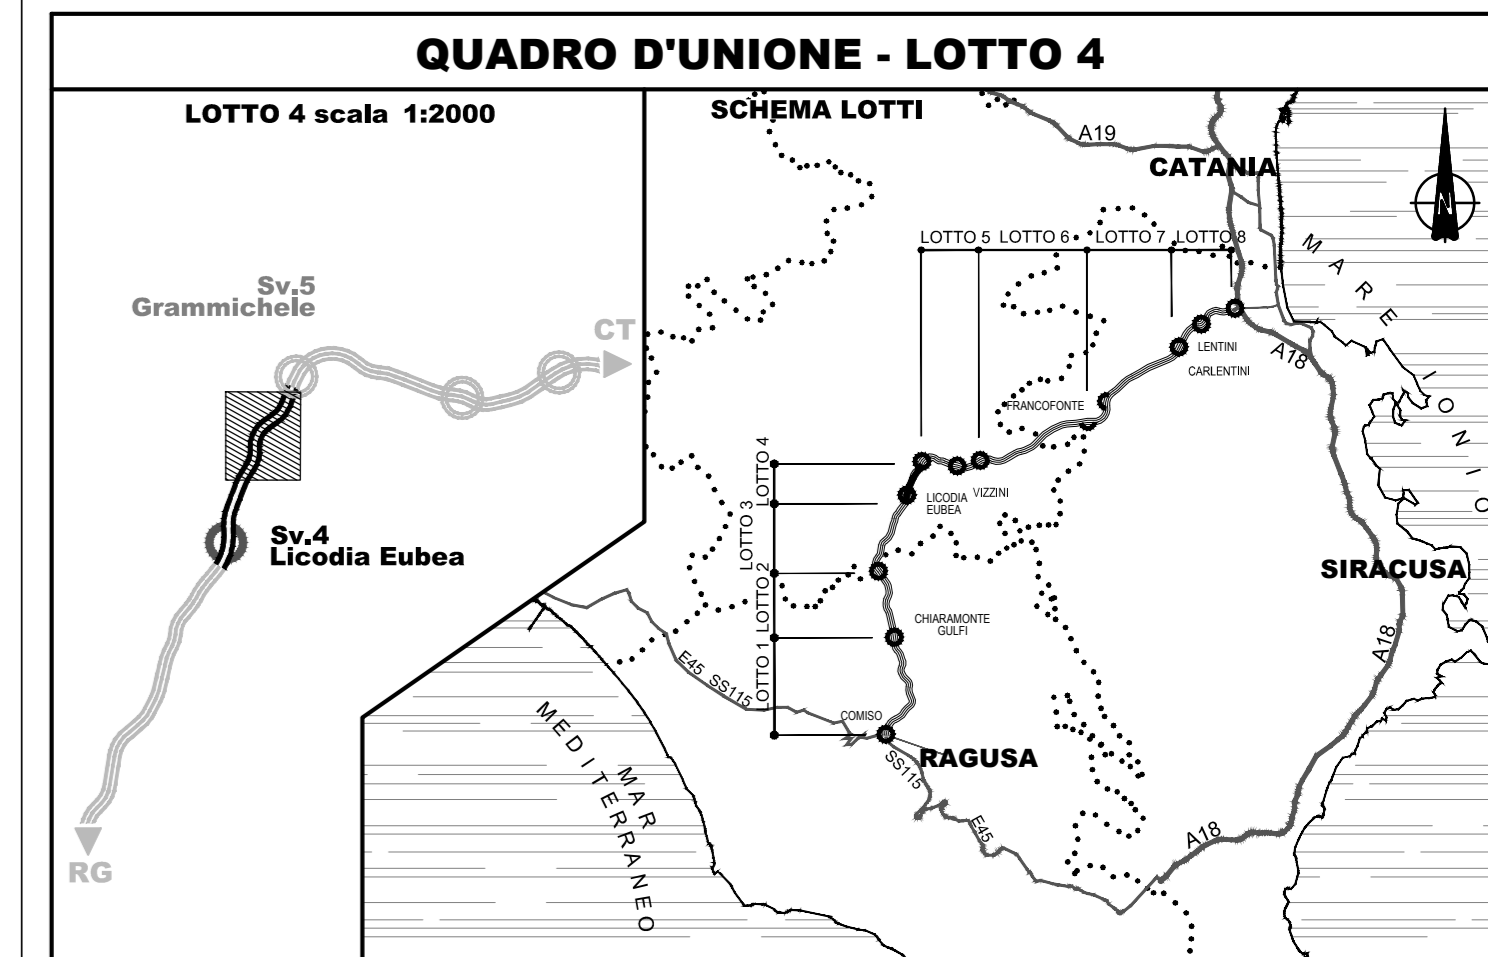 QUADRO D'UNIONE - LOTTO 4
LOTTO 4 scala 1:2000
Sv.5
Grammichele
CT
Sv.4
Licodia Eubea
RG
SCHEMA LOTTI
A19
CATANIA
N
LOTTO 5
LOTTO 6
LOTTO 7
LOTTO 8
MARE
IONIO
LENTINI
CARLENTINI
A18
FRANCOFONTE
LOTTO 4
LOTTO 3
LOTTO 2
LOTTO 1
LICODIA
EUBEA
VIZZINI
SIRACUSA
CHIARAMONTE
GULFI
A18
E45 SS115
COMISO
RAGUSA
SS115
E45
A18
MAR
MEDITERRANEO